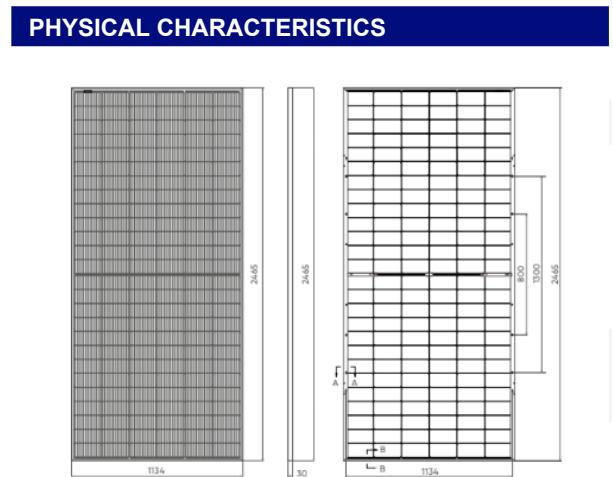 PHYSICAL CHARACTERISTICS
2465
2465
800
1300
2465
A
A
B
B
1134
30
1134